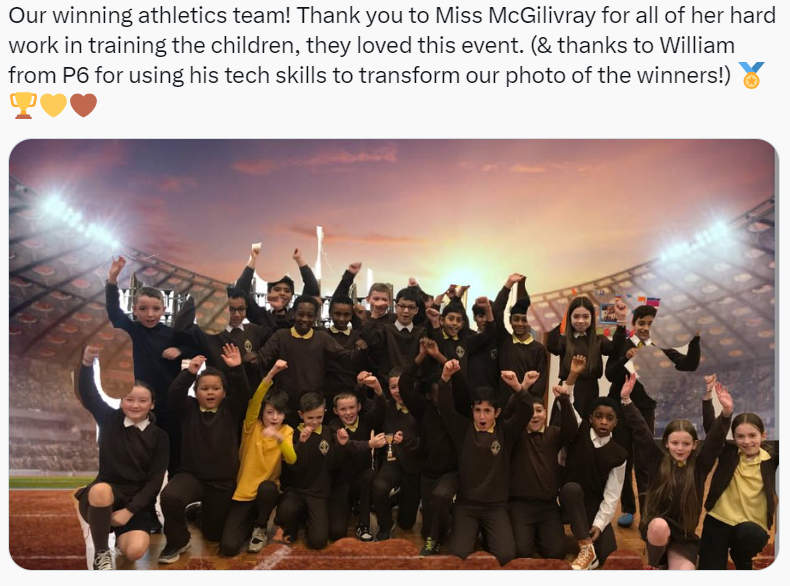 Our winning athletics team! Thank you to Miss McGilivray for all of her hard
work in training the children, they loved this event. (& thanks to William
from P6 for using his tech skills to transform our photo of the winners!) 🏅
🏆💛🤎